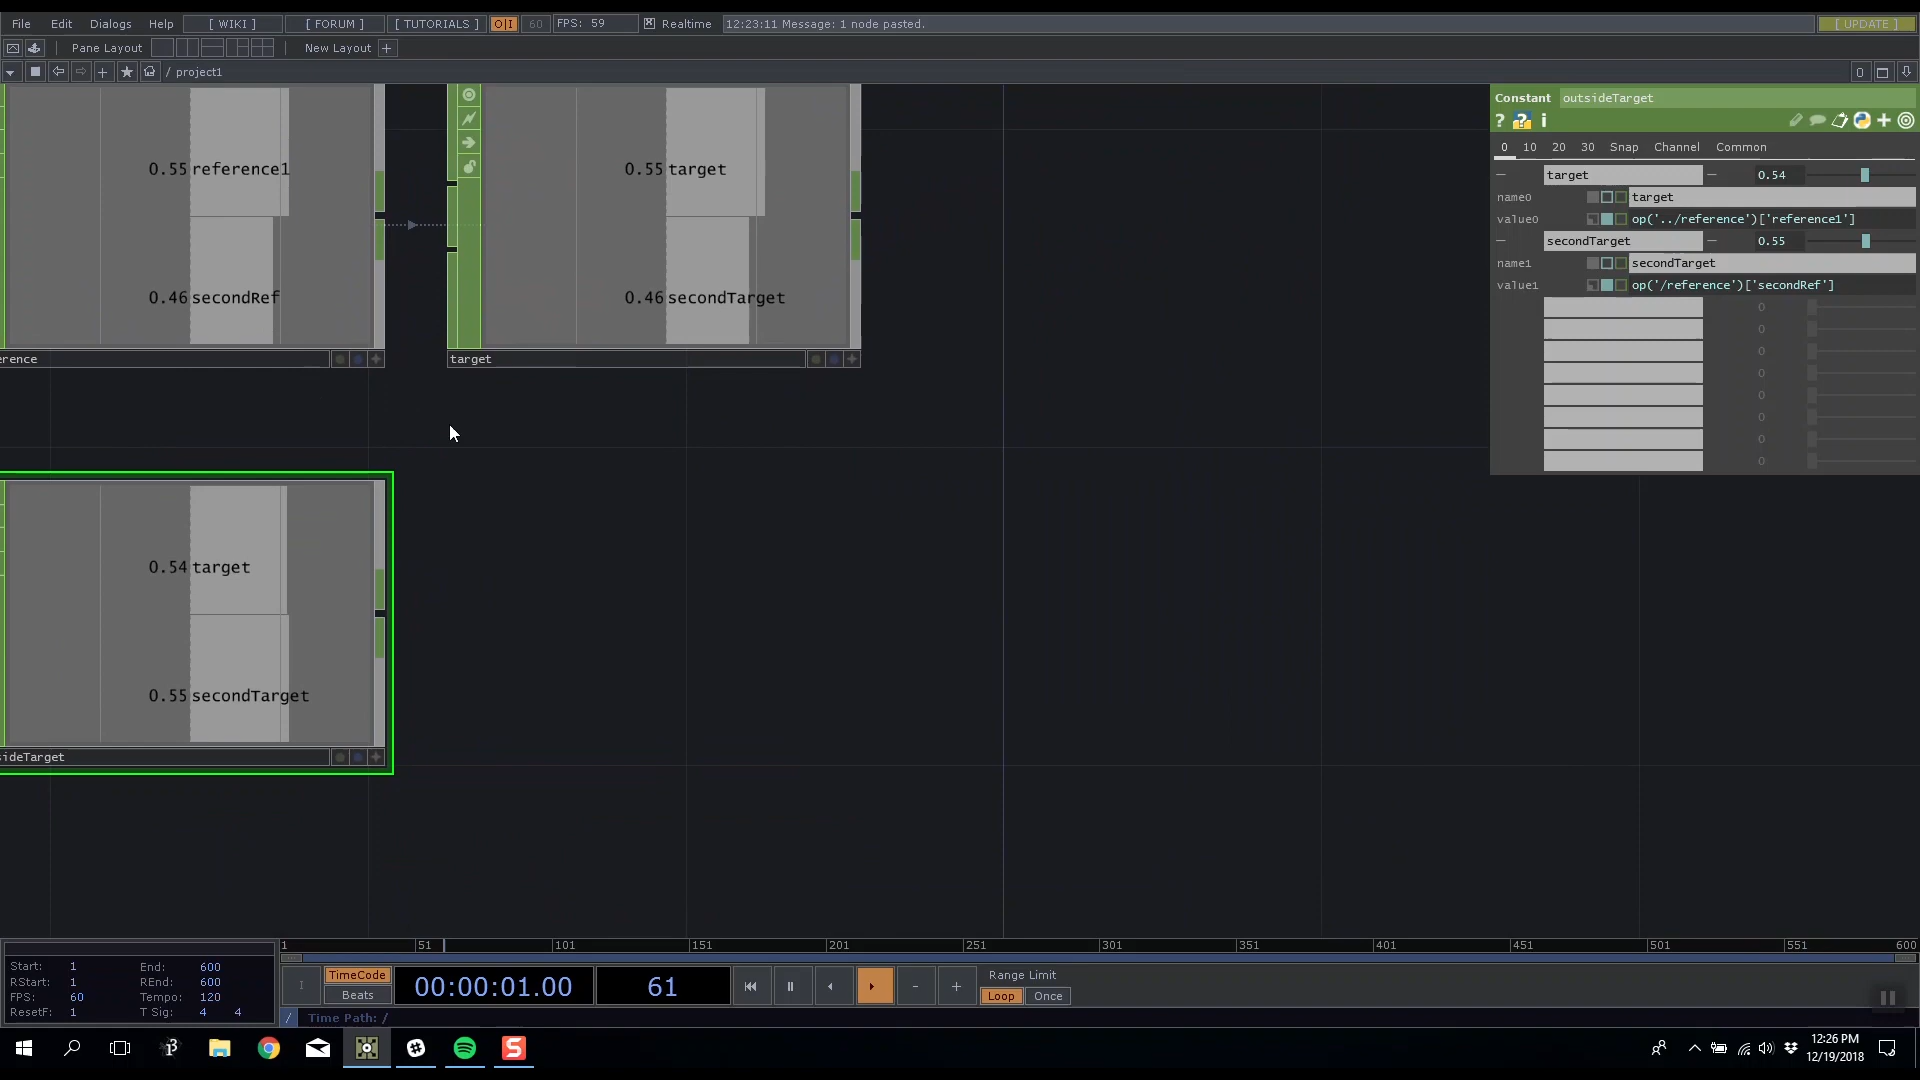 File Edit Dialogs Help [ WIKI ] [ FORUM ] [ TUTORIALS ] O|I 60 FPS: 59 Realtime 12:23:11 Message: 1 node pasted. [ UPDATE ]
Pane Layout New Layout +
/ project1 0
Constant outsideTarget
? ? i
0 10 20 30 Snap Channel Common
target 0.54
name0 target
value0 op('../reference')['reference1']
secondTarget 0.55
name1 secondTarget
value1 op('/reference')['secondRef']
0
0
0
0
0
0
0
0
0.55 reference1
0.46 secondRef
erence
0.55 target
0.46 secondTarget
target
0.54 target
0.55 secondTarget
sideTarget
1 51 101 151 201 251 301 351 401 451 501 551 600
Start: 1 End: 600
RStart: 1 REnd: 600
FPS: 60 Tempo: 120
ResetF: 1 T Sig: 4 4
TimeCode
Beats
00:00:01.00 61
Range Limit
Loop Once
/ Time Path: /
12:26 PM
12/19/2018